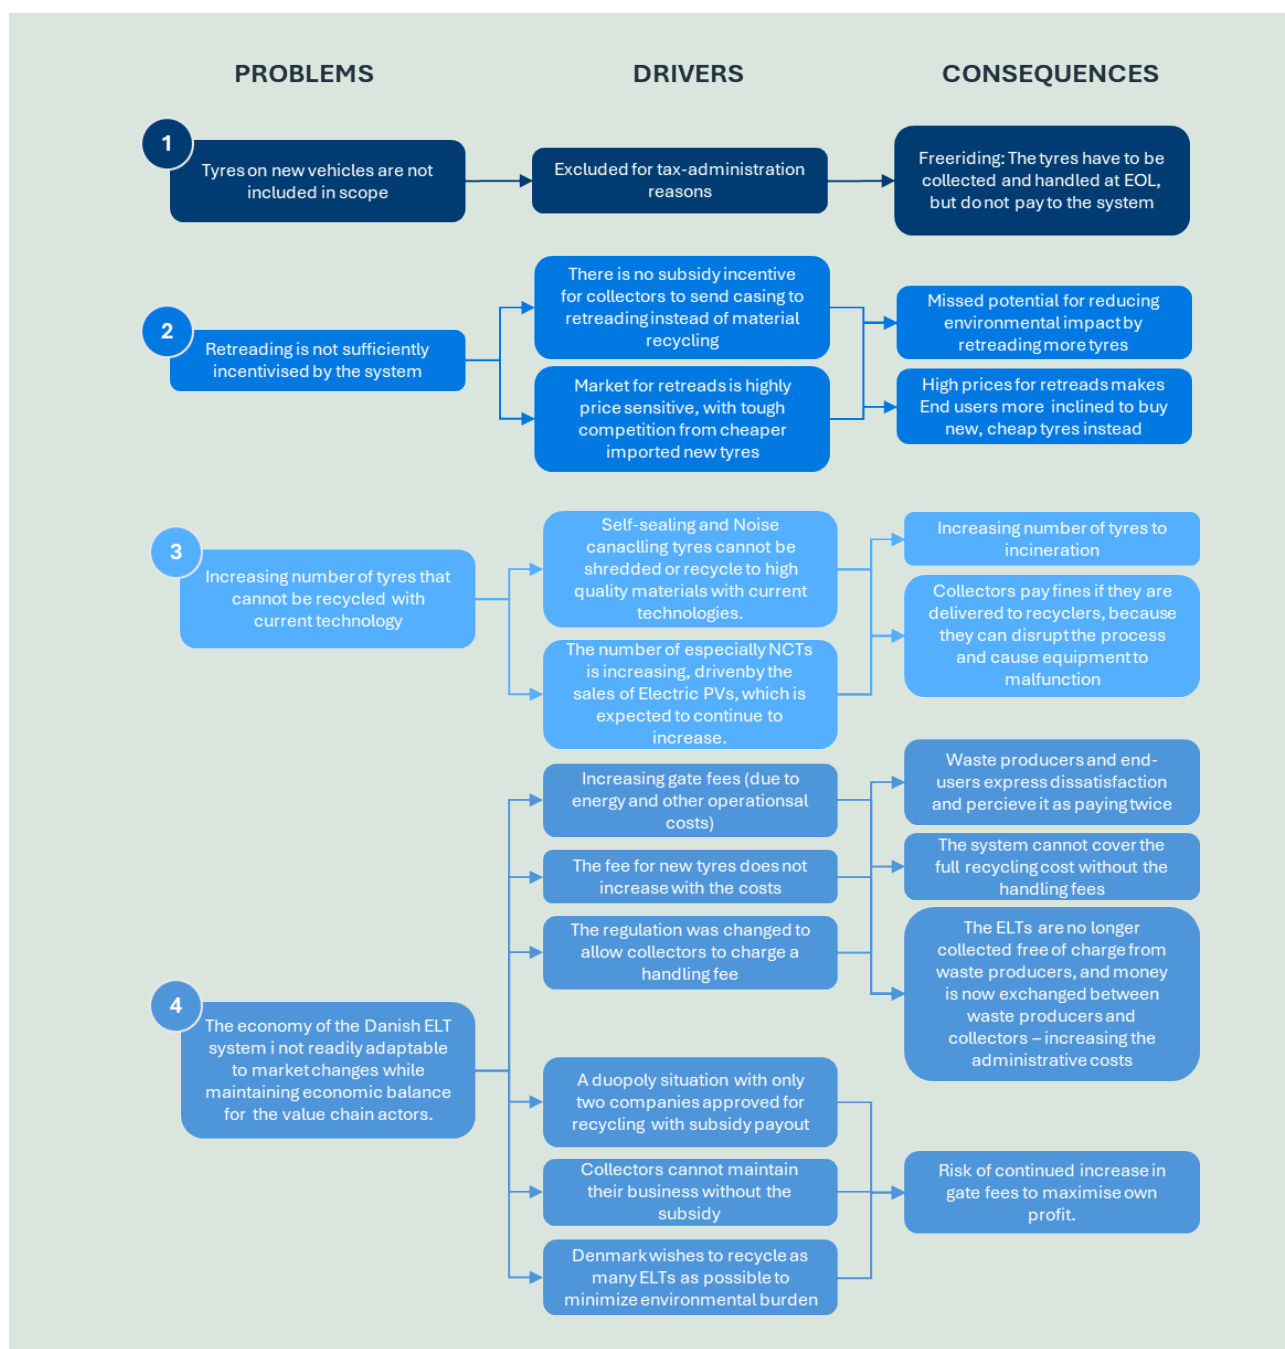 PROBLEMS
DRIVERS
CONSEQUENCES
1
Tyres on new vehicles are not
included in scope
Excluded for tax-administration
reasons
Freeriding: The tyres have to be
collected and handled at EOL,
but do not pay to the system
2
Retreading is not sufficiently
incentivised by the system
There is no subsidy incentive
for collectors to send casing to
retreading instead of material
recycling
Market for retreads is highly
price sensitive, with tough
competition from cheaper
imported new tyres
Missed potential for reducing
environmental impact by
retreading more tyres
High prices for retreads makes
End users more inclined to buy
new, cheap tyres instead
3
Increasing number of tyres that
cannot be recycled with
current technology
Self-sealing and Noise
canaclling tyres cannot be
shredded or recycle to high
quality materials with current
technologies.
The number of especially NCTs
is increasing, drivenby the
sales of Electric PVs, which is
expected to continue to
increase.
Increasing number of tyres to
incineration
Collectors pay fines if they are
delivered to recyclers, because
they can disrupt the process
and cause equipment to
malfunction
4
The economy of the Danish ELT
system i not readily adaptable
to market changes while
maintaining economic balance
for the value chain actors.
Increasing gate fees (due to
energy and other operationsal
costs)
The fee for new tyres does not
increase with the costs
The regulation was changed to
allow collectors to charge a
handling fee
A duopoly situation with only
two companies approved for
recycling with subsidy payout
Collectors cannot maintain
their business without the
subsidy
Denmark wishes to recycle as
many ELTs as possible to
minimize environmental burden
Waste producers and end-
users express dissatisfaction
and percieve it as paying twice
The system cannot cover the
full recycling cost without the
handling fees
The ELTs are no longer
collected free of charge from
waste producers, and money
is now exchanged between
waste producers and
collectors – increasing the
administrative costs
Risk of continued increase in
gate fees to maximise own
profit.